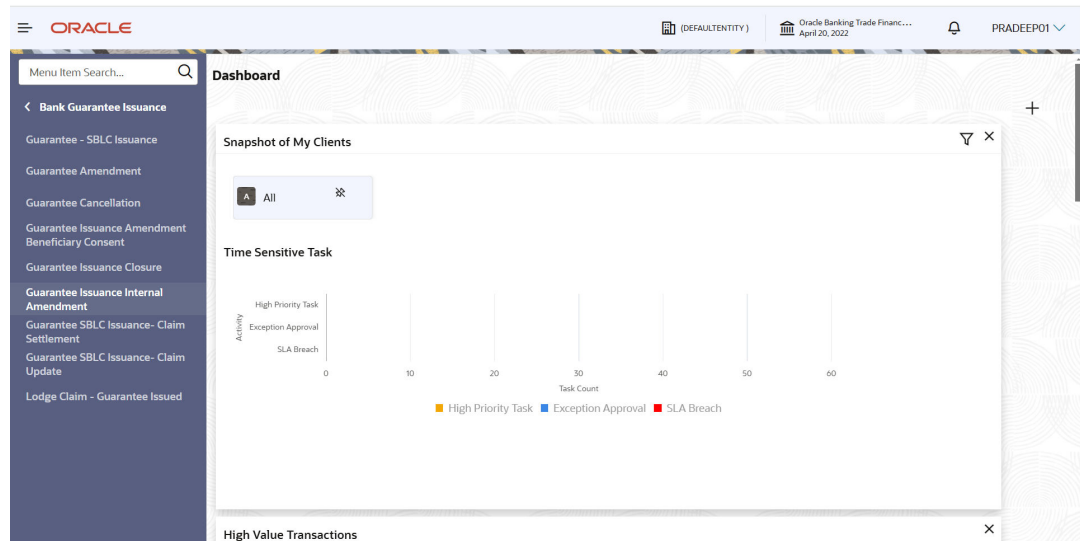 ORACLE
(DEFAULTENTITY)
Oracle Banking Trade Financ...
April 20, 2022
PRADEEP01
Menu Item Search...
Bank Guarantee Issuance
Guarantee - SBLC Issuance
Guarantee Amendment
Guarantee Cancellation
Guarantee Issuance Amendment
Beneficiary Consent
Guarantee Issuance Closure
Guarantee Issuance Internal
Amendment
Guarantee SBLC Issuance- Claim
Settlement
Guarantee SBLC Issuance- Claim
Update
Lodge Claim - Guarantee Issued
Dashboard
Snapshot of My Clients
A All
Time Sensitive Task
Activity
High Priority Task
Exception Approval
SLA Breach
0 10 20 30 40 50 60
Task Count
High Priority Task Exception Approval SLA Breach
High Value Transactions